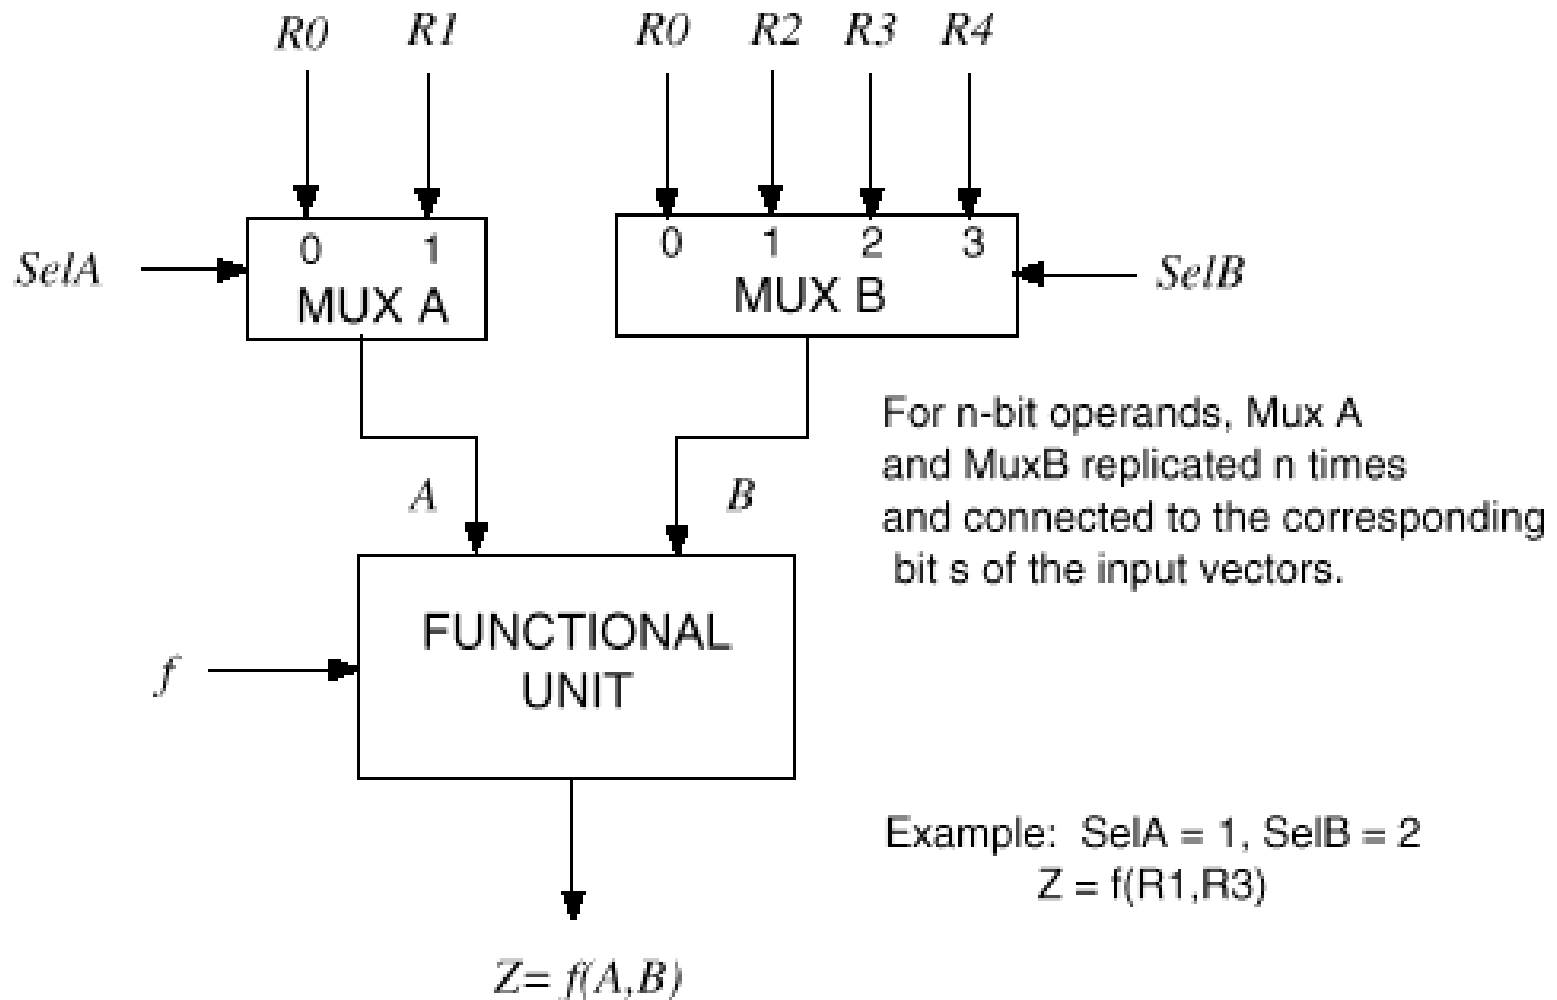 R0 R1 R0 R2 R3 R4
0 1
MUX A
0 1 2 3
MUX B
SelA
SelB
A
B
For n-bit operands, Mux A
and MuxB replicated n times
and connected to the corresponding
bit s of the input vectors.
f
FUNCTIONAL
UNIT
Example: SelA = 1, SelB = 2
Z = f(R1,R3)
Z= f(A,B)